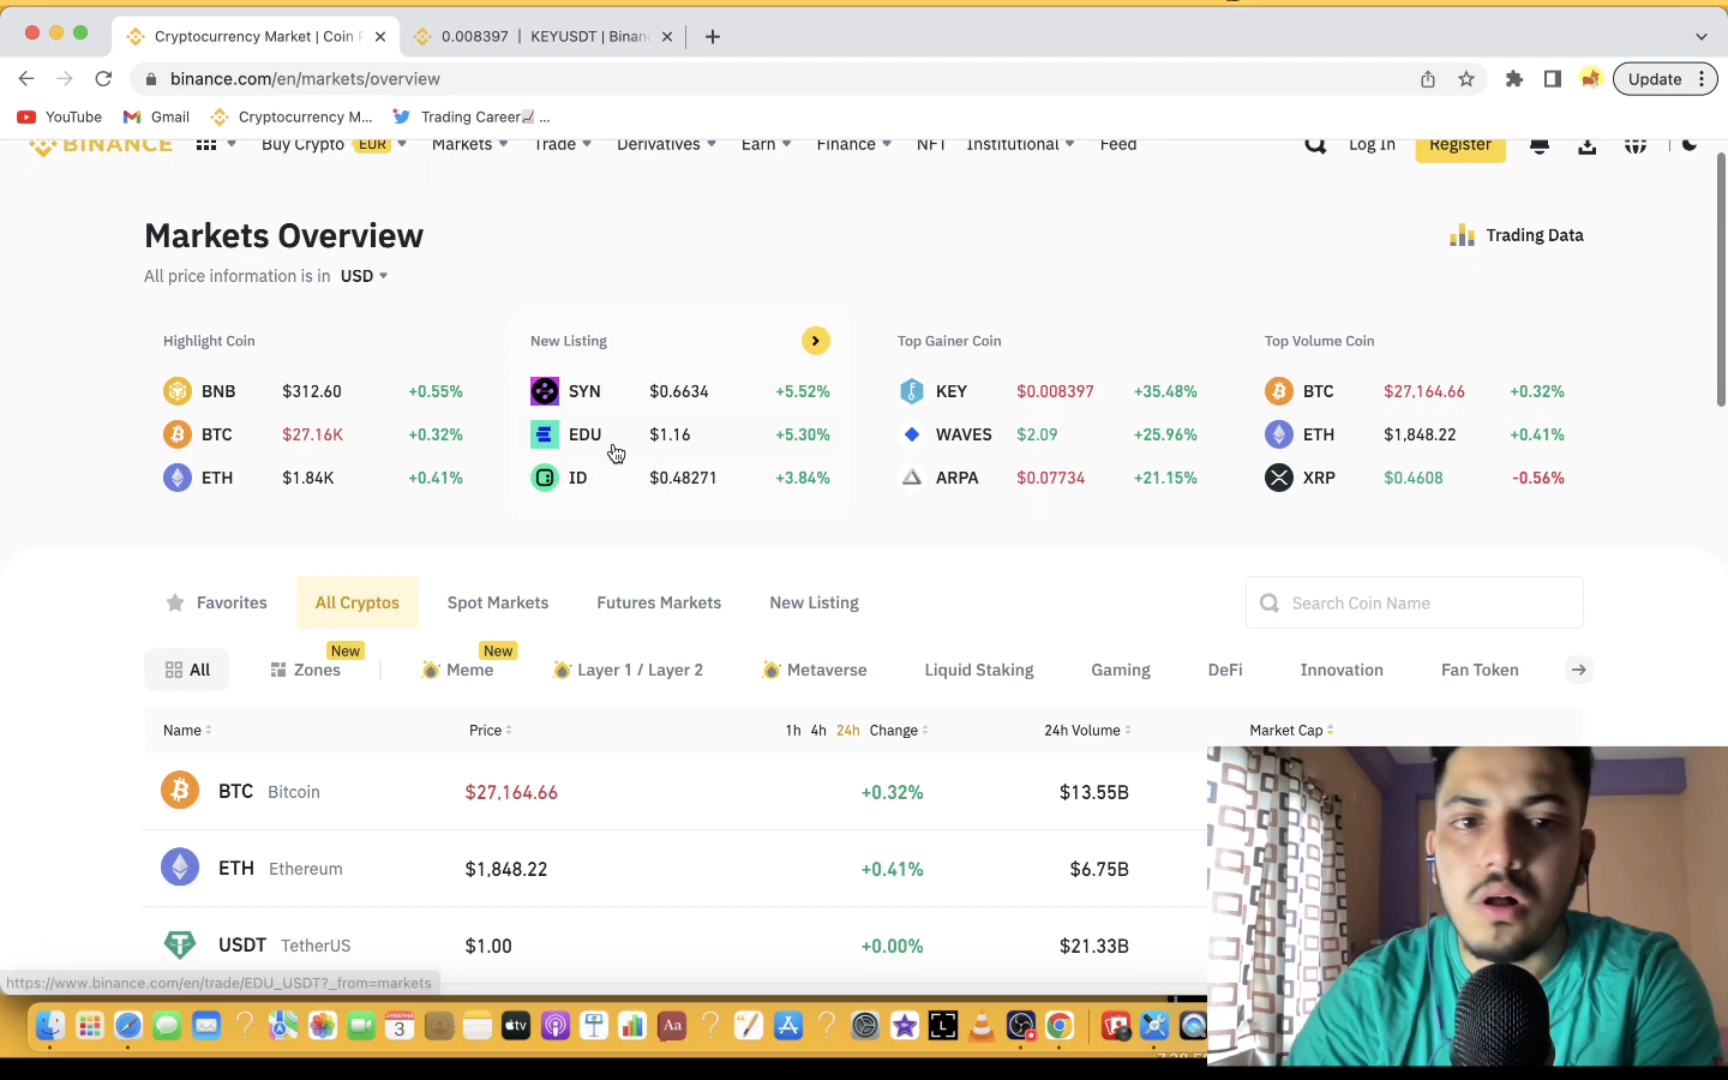 Cryptocurrency Market | Coin
0.008397 | KEYUSDT | Binan
binance.com/en/markets/overview
Update
YouTube
Gmail
Cryptocurrency M...
Trading Career📈 ...
BINANCE
Buy Crypto EUR
Markets
Trade
Derivatives
Earn
Finance
NFT
Institutional
Feed
Log In
Register
Markets Overview
Trading Data
All price information is in USD
Highlight Coin
BNB $312.60 +0.55%
BTC $27.16K +0.32%
ETH $1.84K +0.41%
New Listing
SYN $0.6634 +5.52%
EDU $1.16 +5.30%
ID $0.48271 +3.84%
Top Gainer Coin
KEY $0.008397 +35.48%
WAVES $2.09 +25.96%
ARPA $0.07734 +21.15%
Top Volume Coin
BTC $27,164.66 +0.32%
ETH $1,848.22 +0.41%
XRP $0.4608 -0.56%
Favorites
All Cryptos
Spot Markets
Futures Markets
New Listing
Search Coin Name
New
New
All
Zones
Meme
Layer 1 / Layer 2
Metaverse
Liquid Staking
Gaming
DeFi
Innovation
Fan Token
Name Price 1h 4h 24h Change 24h Volume Market Cap
BTC Bitcoin $27,164.66 +0.32% $13.55B
ETH Ethereum $1,848.22 +0.41% $6.75B
USDT TetherUS $1.00 +0.00% $21.33B
https://www.binance.com/en/trade/EDU_USDT?_from=markets
3
tv
Aa